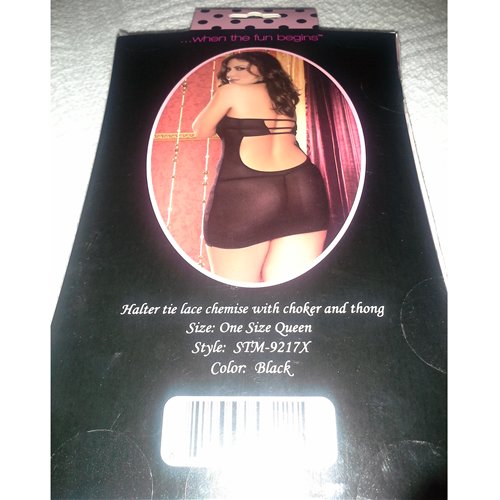 ...when the fun begins™
Halter tie lace chemise with choker and thong
Size: One Size Queen
Style: STM-9217X
Color: Black